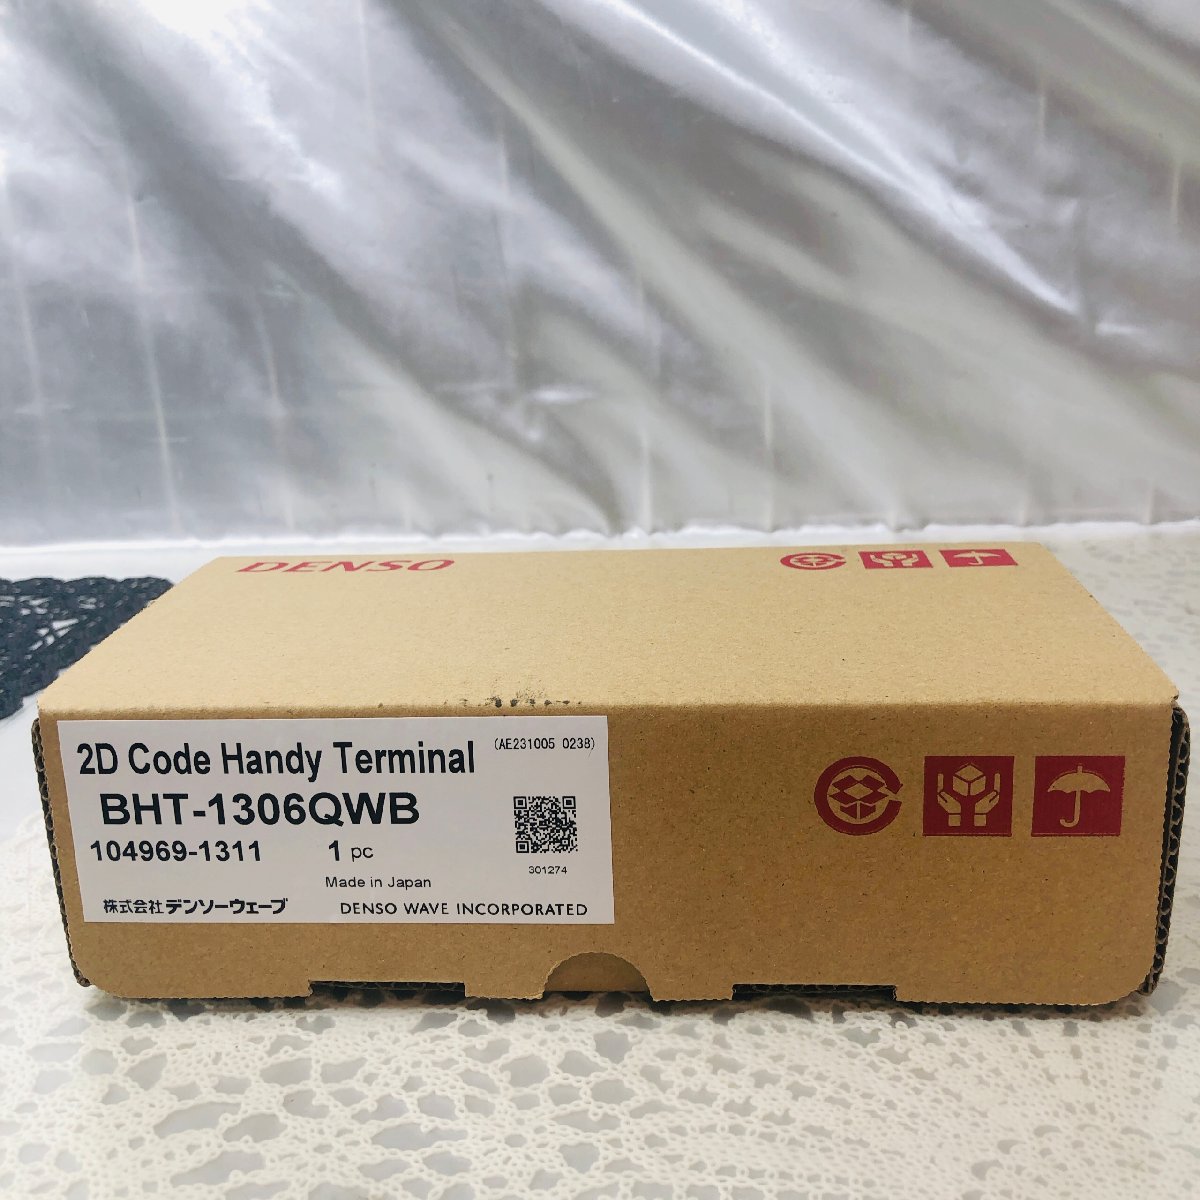 DENSO
2D Code Handy Terminal (AE231005 0238)
BHT-1306QWB
104969-1311 1 pc
301274
Made in Japan
株式会社デンソーウェーブ DENSO WAVE INCORPORATED